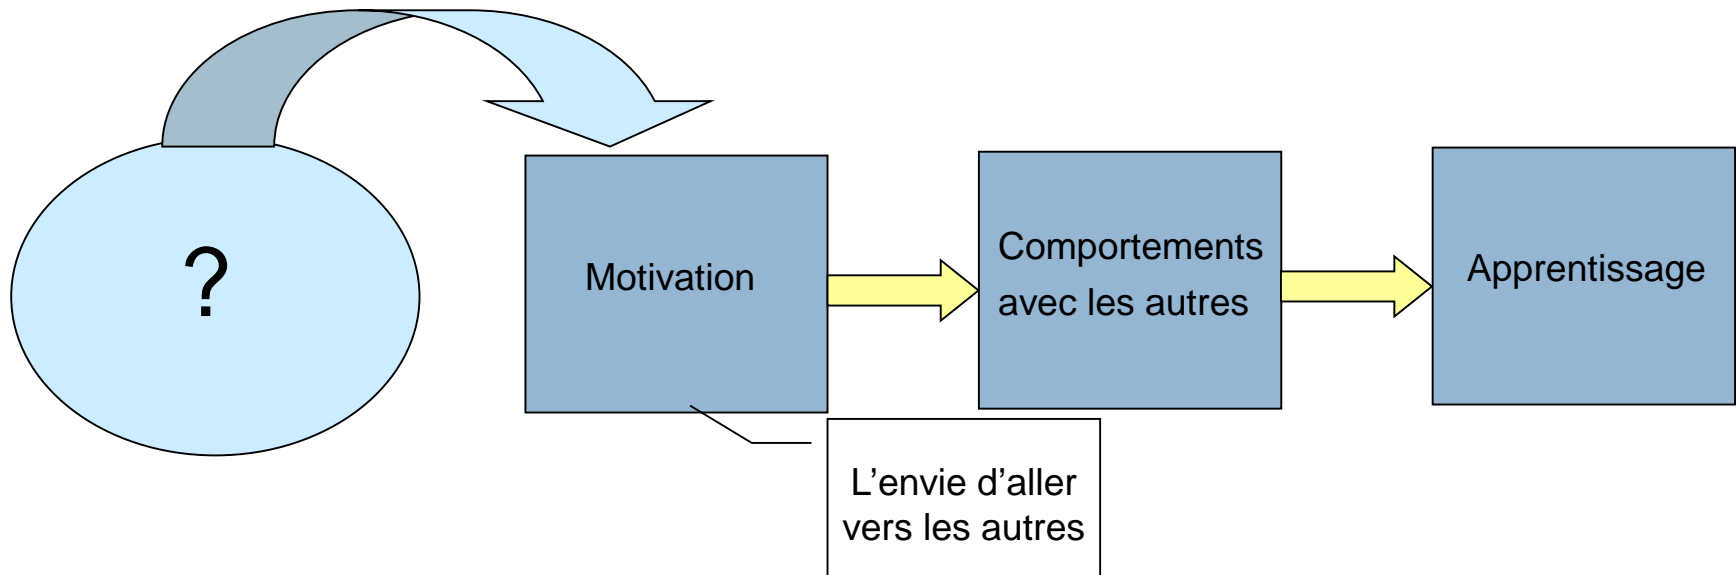 ?
Motivation
Comportements
avec les autres
Apprentissage
L’envie d’aller
vers les autres